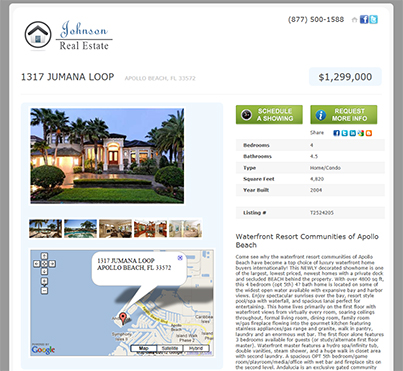 Johnson
Real Estate
(877) 500-1588
1317 JUMANA LOOP APOLLO BEACH, FL 33572
$1,299,000
SCHEDULE
A SHOWING
REQUEST
MORE INFO
Share
Bedrooms 4
Bathrooms 4.5
Type Home/Condo
Square Feet 4,820
Year Built 2004
Listing # T2524205
1317 JUMANA LOOP
APOLLO BEACH, FL 33572
Map Satellite Hybrid
Google
Waterfront Resort Communities of Apollo
Beach
Come see why the waterfront resort communities of Apollo
Beach have become a top choice of luxury waterfront home
buyers internationally! This NEWLY decorated showhome is one
of the largest, lowest priced, newest homes with a private dock
and secluded BEACH behind the property. With over 4800 sq ft,
this 4 bedroom (opt 5th) 4? bath home is located on some of
the widest open water available with expansive bay and harbor
views. Enjoy spectacular sunsets over the bay, resort style
pool/spa with waterfall, and spacious lanai perfect for
entertaining. This home lives primarily on the first floor with
waterfront views from virtually every room, soaring ceilings
throughout, formal living room, dining room, family room
w/gas fireplace flowing into the gourmet kitchen featuring
stainless appliances/gas range and granite, walk in pantry,
laundry and an enormous wet bar. The first floor also features
3 bedrooms available for guests (or study/alternate first floor
master). Waterfront master features a hydra spa/infinity tub,
double vanities, steam shower, and a huge walk in closet area
with second laundry. A spacious OPT 5th bedroom/game
room/playroom/media/office with wet bar and fireplace sits on
the second level. Andalucia is an exclusive gated community